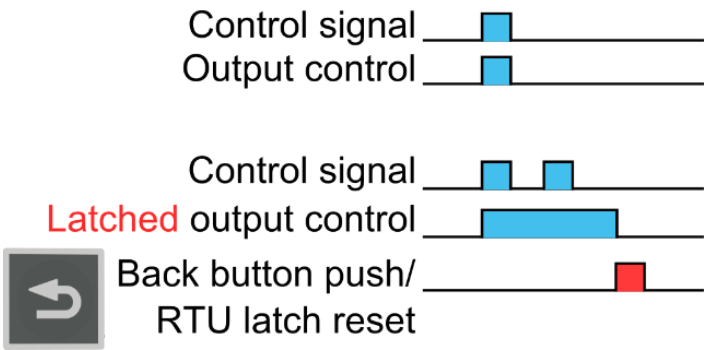 Control signal
Output control
Control signal
Latched output control
Back button push/
RTU latch reset